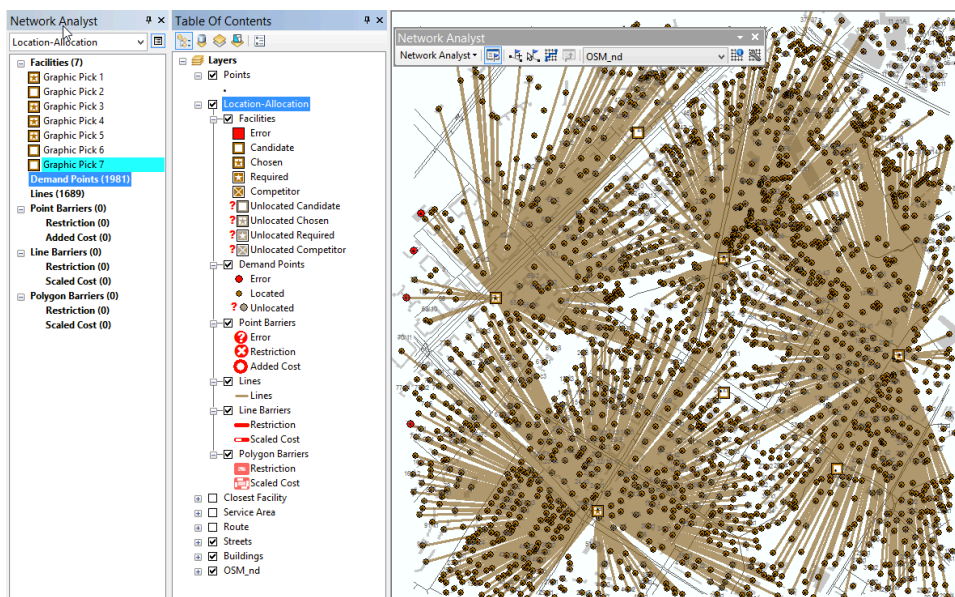 Network Analyst
Location-Allocation
Facilities (7)
Graphic Pick 1
Graphic Pick 2
Graphic Pick 3
Graphic Pick 4
Graphic Pick 5
Graphic Pick 6
Graphic Pick 7
Demand Points (1981)
Lines (1689)
Point Barriers (0)
Restriction (0)
Added Cost (0)
Line Barriers (0)
Restriction (0)
Scaled Cost (0)
Polygon Barriers (0)
Restriction (0)
Scaled Cost (0)
Table Of Contents
Layers
Points
Location-Allocation
Facilities
Error
Candidate
Chosen
Required
Competitor
Unlocated Candidate
Unlocated Chosen
Unlocated Required
Unlocated Competitor
Demand Points
Error
Located
Unlocated
Point Barriers
Error
Restriction
Added Cost
Lines
Lines
Line Barriers
Restriction
Scaled Cost
Polygon Barriers
Restriction
Scaled Cost
Closest Facility
Service Area
Route
Streets
Buildings
OSM_nd
Network Analyst
Network Analyst OSM_nd